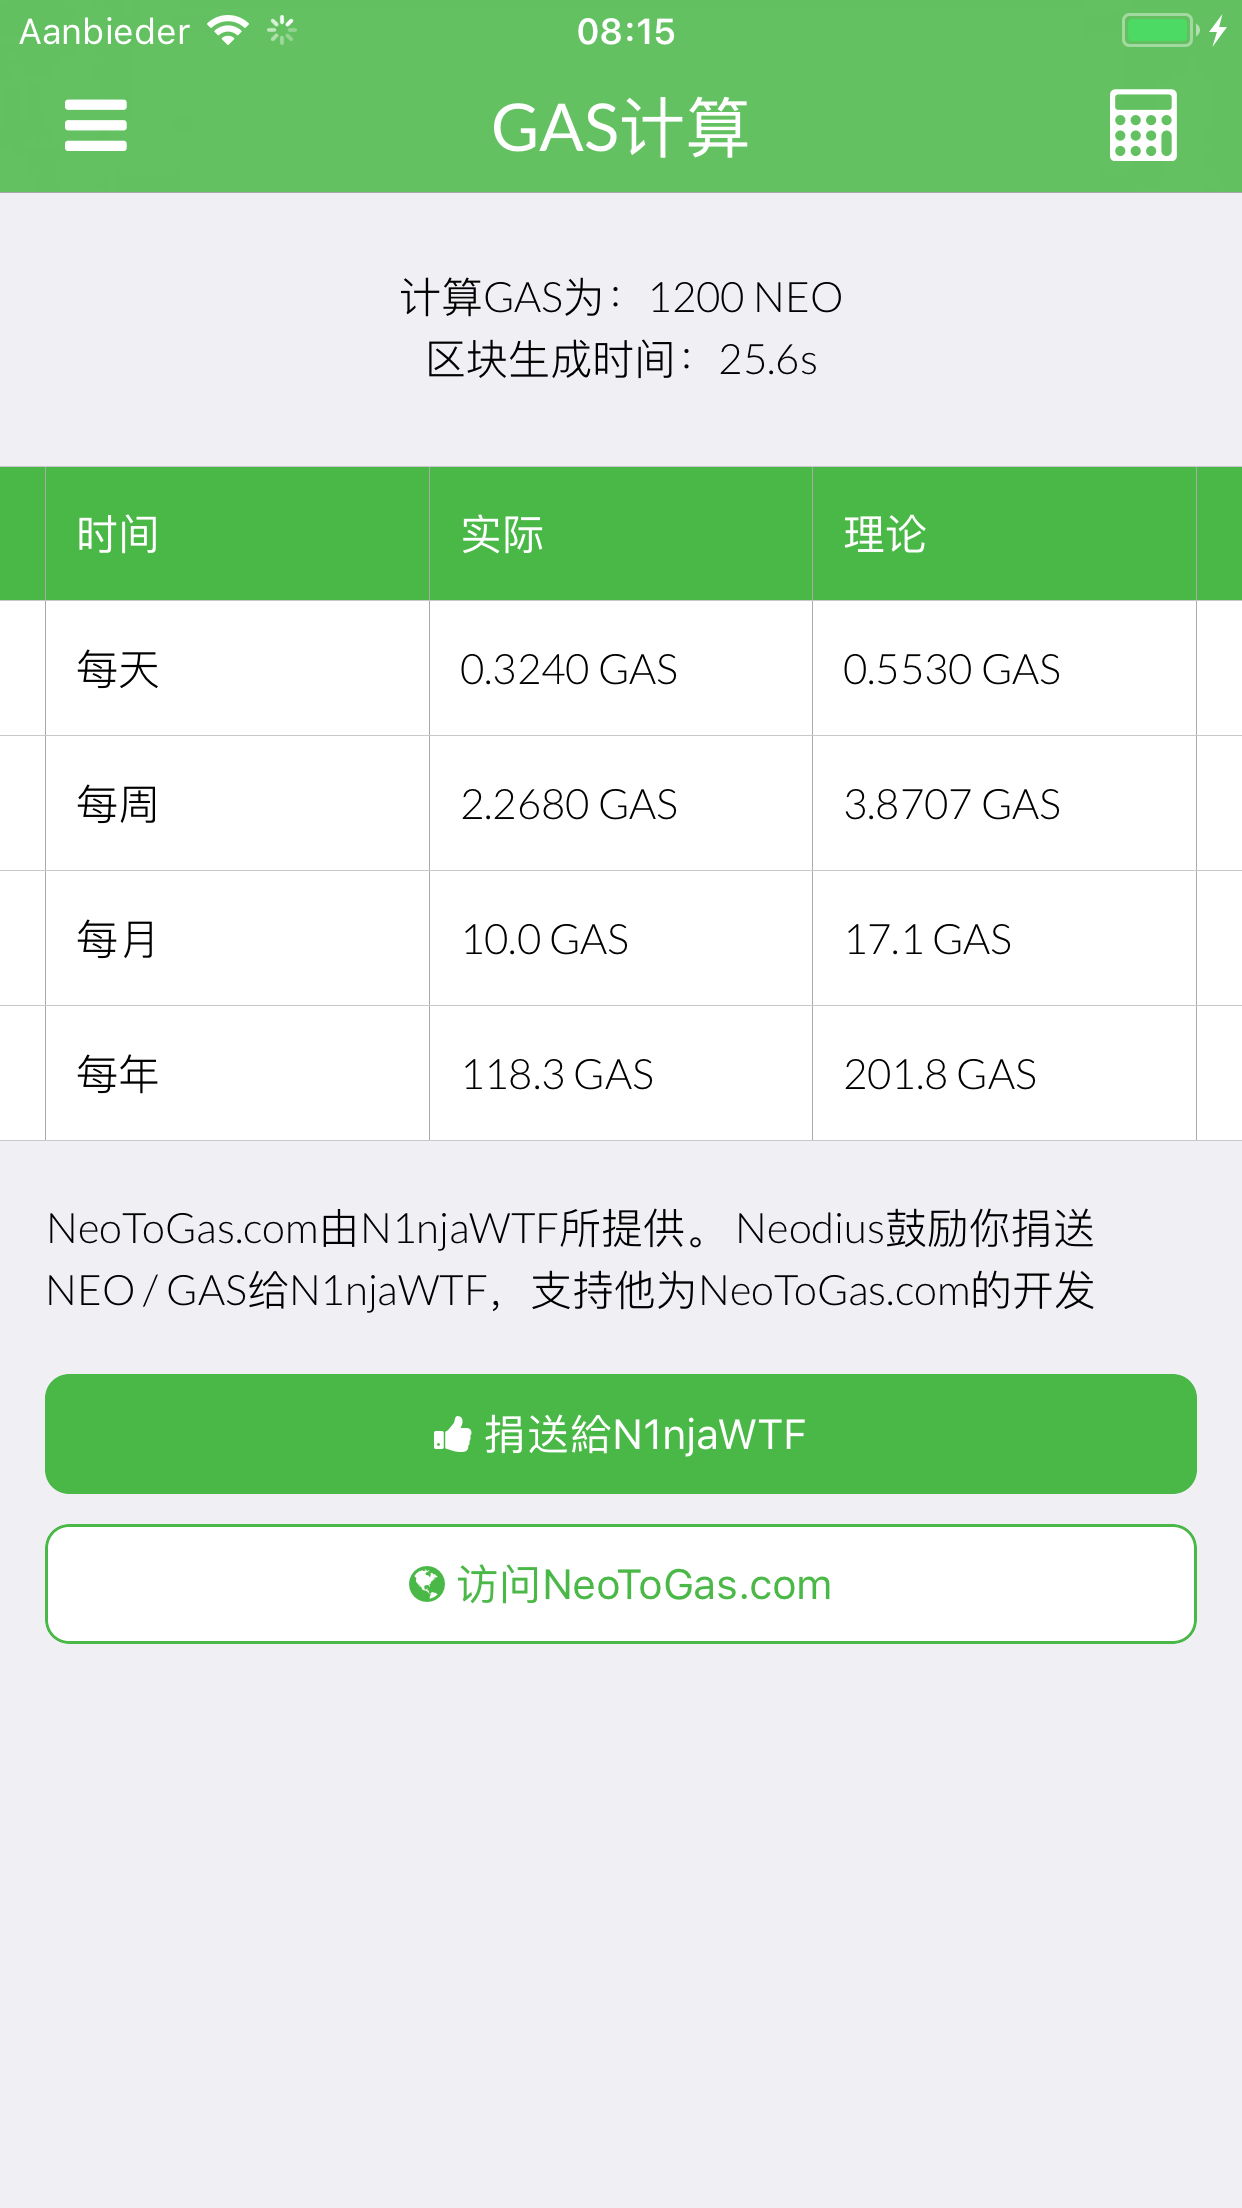 Aanbieder 08:15
GAS计算
计算GAS为：1200 NEO
区块生成时间：25.6s
时间 实际 理论
每天 0.3240 GAS 0.5530 GAS
每周 2.2680 GAS 3.8707 GAS
每月 10.0 GAS 17.1 GAS
每年 118.3 GAS 201.8 GAS
NeoToGas.com由N1njaWTF所提供。 Neodius鼓励你捐送
NEO / GAS给N1njaWTF，支持他为NeoToGas.com的开发
捐送給N1njaWTF
访问NeoToGas.com